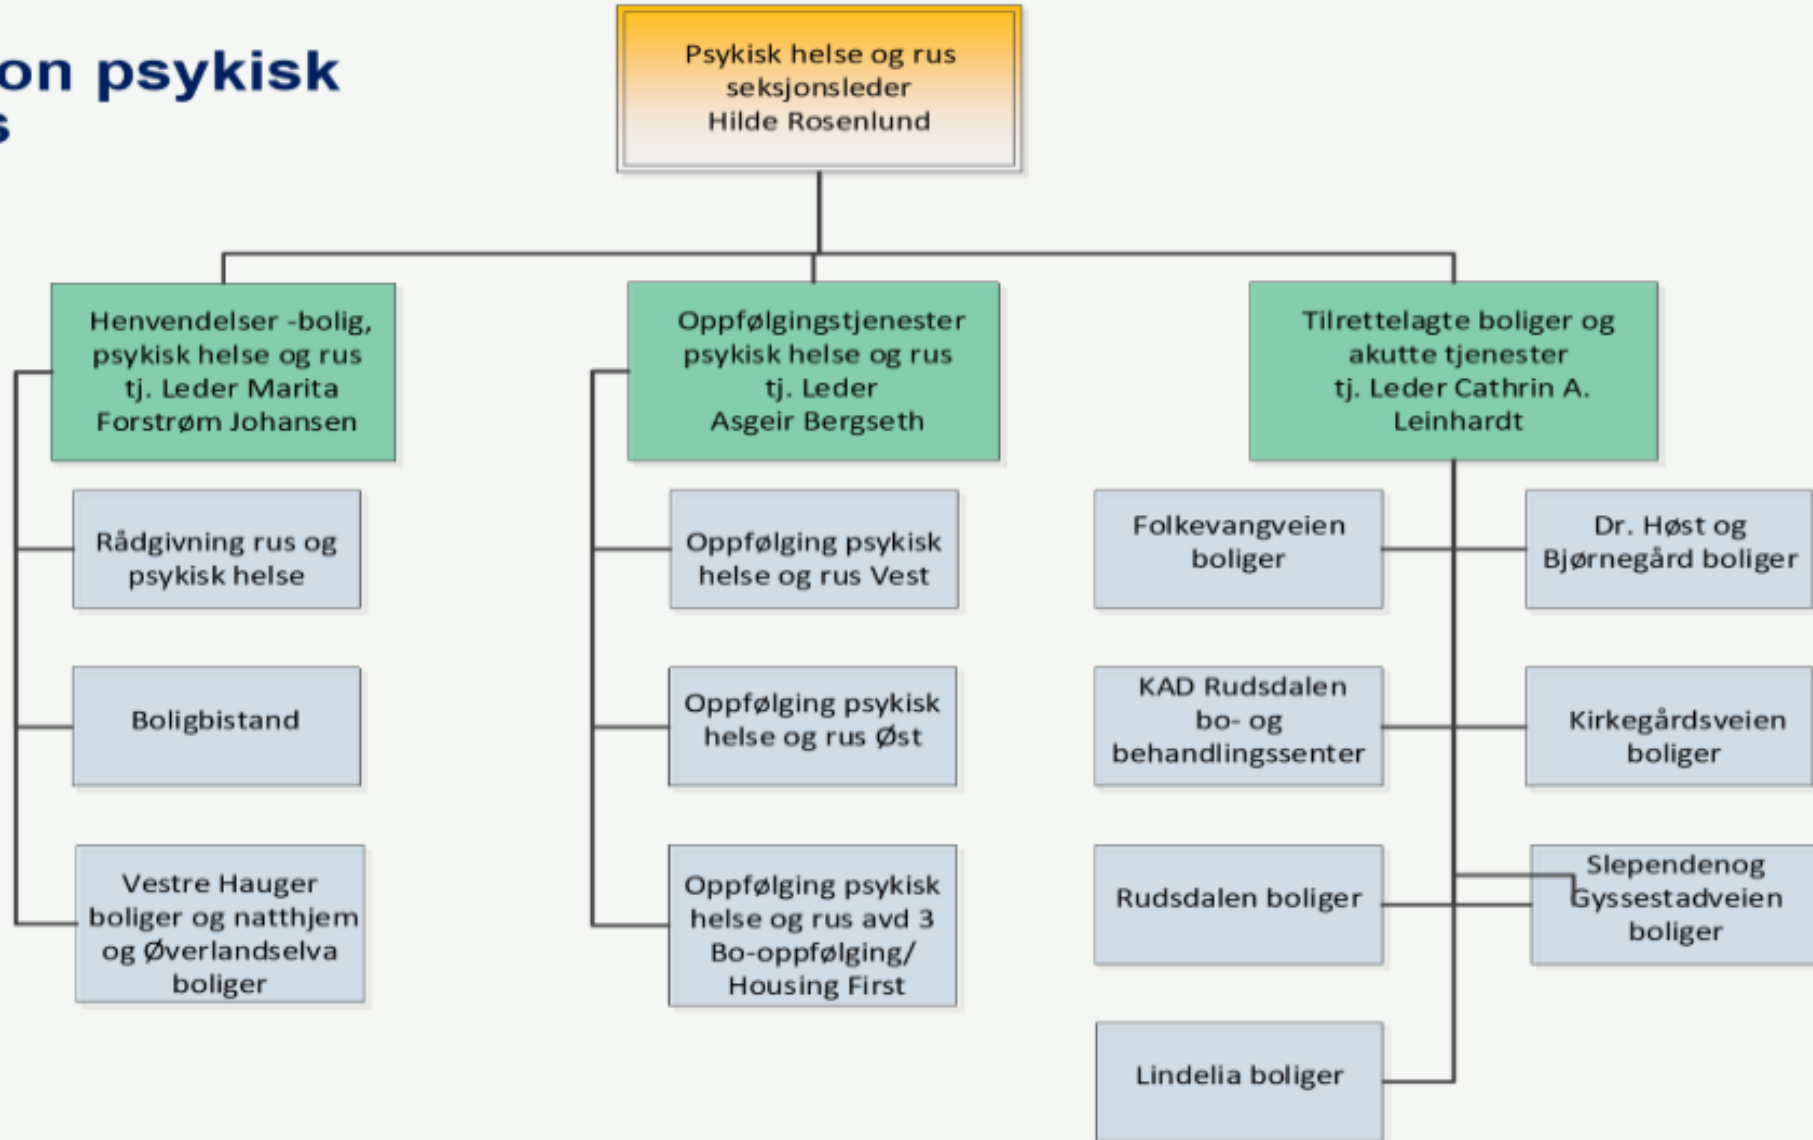 on psykisk
s
Psykisk helse og rus
seksjonsleder
Hilde Rosenlund
Henvendelser -bolig,
psykisk helse og rus
tj. Leder Marita
Forstrøm Johansen
Rådgivning rus og
psykisk helse
Boligbistand
Vestre Hauger
boliger og natthjem
og Øverlandselva
boliger
Oppfølgingstjenester
psykisk helse og rus
tj. Leder
Asgeir Bergseth
Oppfølging psykisk
helse og rus Vest
Oppfølging psykisk
helse og rus Øst
Oppfølging psykisk
helse og rus avd 3
Bo-oppfølging/
Housing First
Tilrettelagte boliger og
akutte tjenester
tj. Leder Cathrin A.
Leinhardt
Folkevangveien
boliger
Dr. Høst og
Bjørnegård boliger
KAD Rudsdalen
bo- og
behandlingssenter
Kirkegårdsveien
boliger
Rudsdalen boliger
Slependenog
Gyssestadveien
boliger
Lindelia boliger